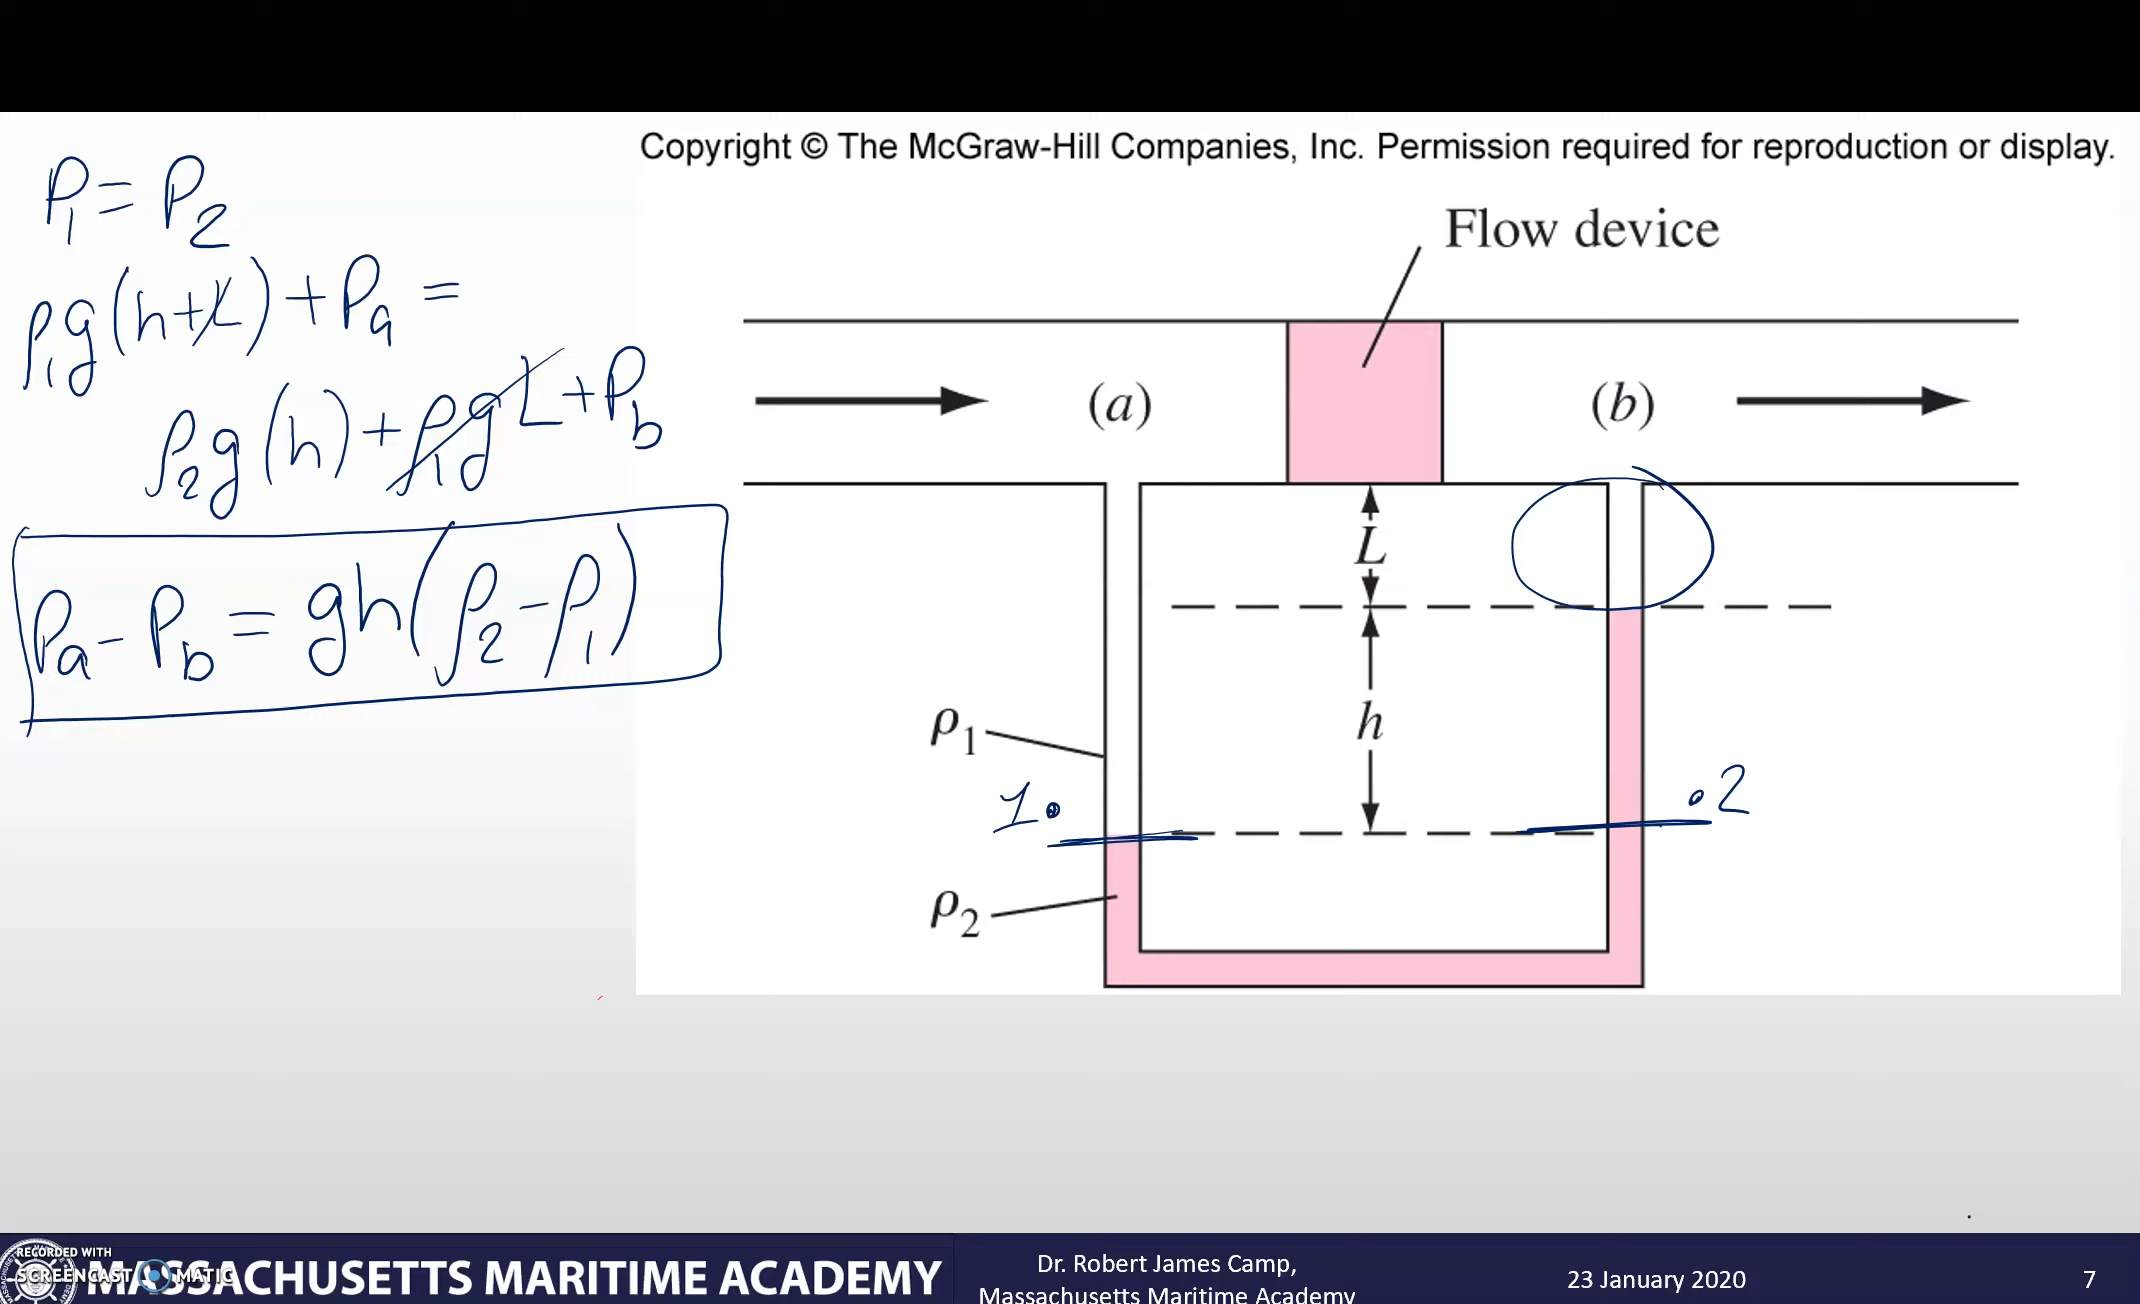 Copyright © The McGraw-Hill Companies, Inc. Permission required for reproduction or display.
P₁ = P₂
ρ₁g(h+L) + Pₐ =
ρ₂g(h) + ρ₁gL + P_b
Pₐ - P_b = gh(ρ₂ - ρ₁)
Flow device
(a)
(b)
L
h
ρ₁
1.
.2
ρ₂
RECORDED WITH
SCREENCAST MATIC
MASSACHUSETTS MARITIME ACADEMY
Dr. Robert James Camp,
Massachusetts Maritime Academy
23 January 2020
7